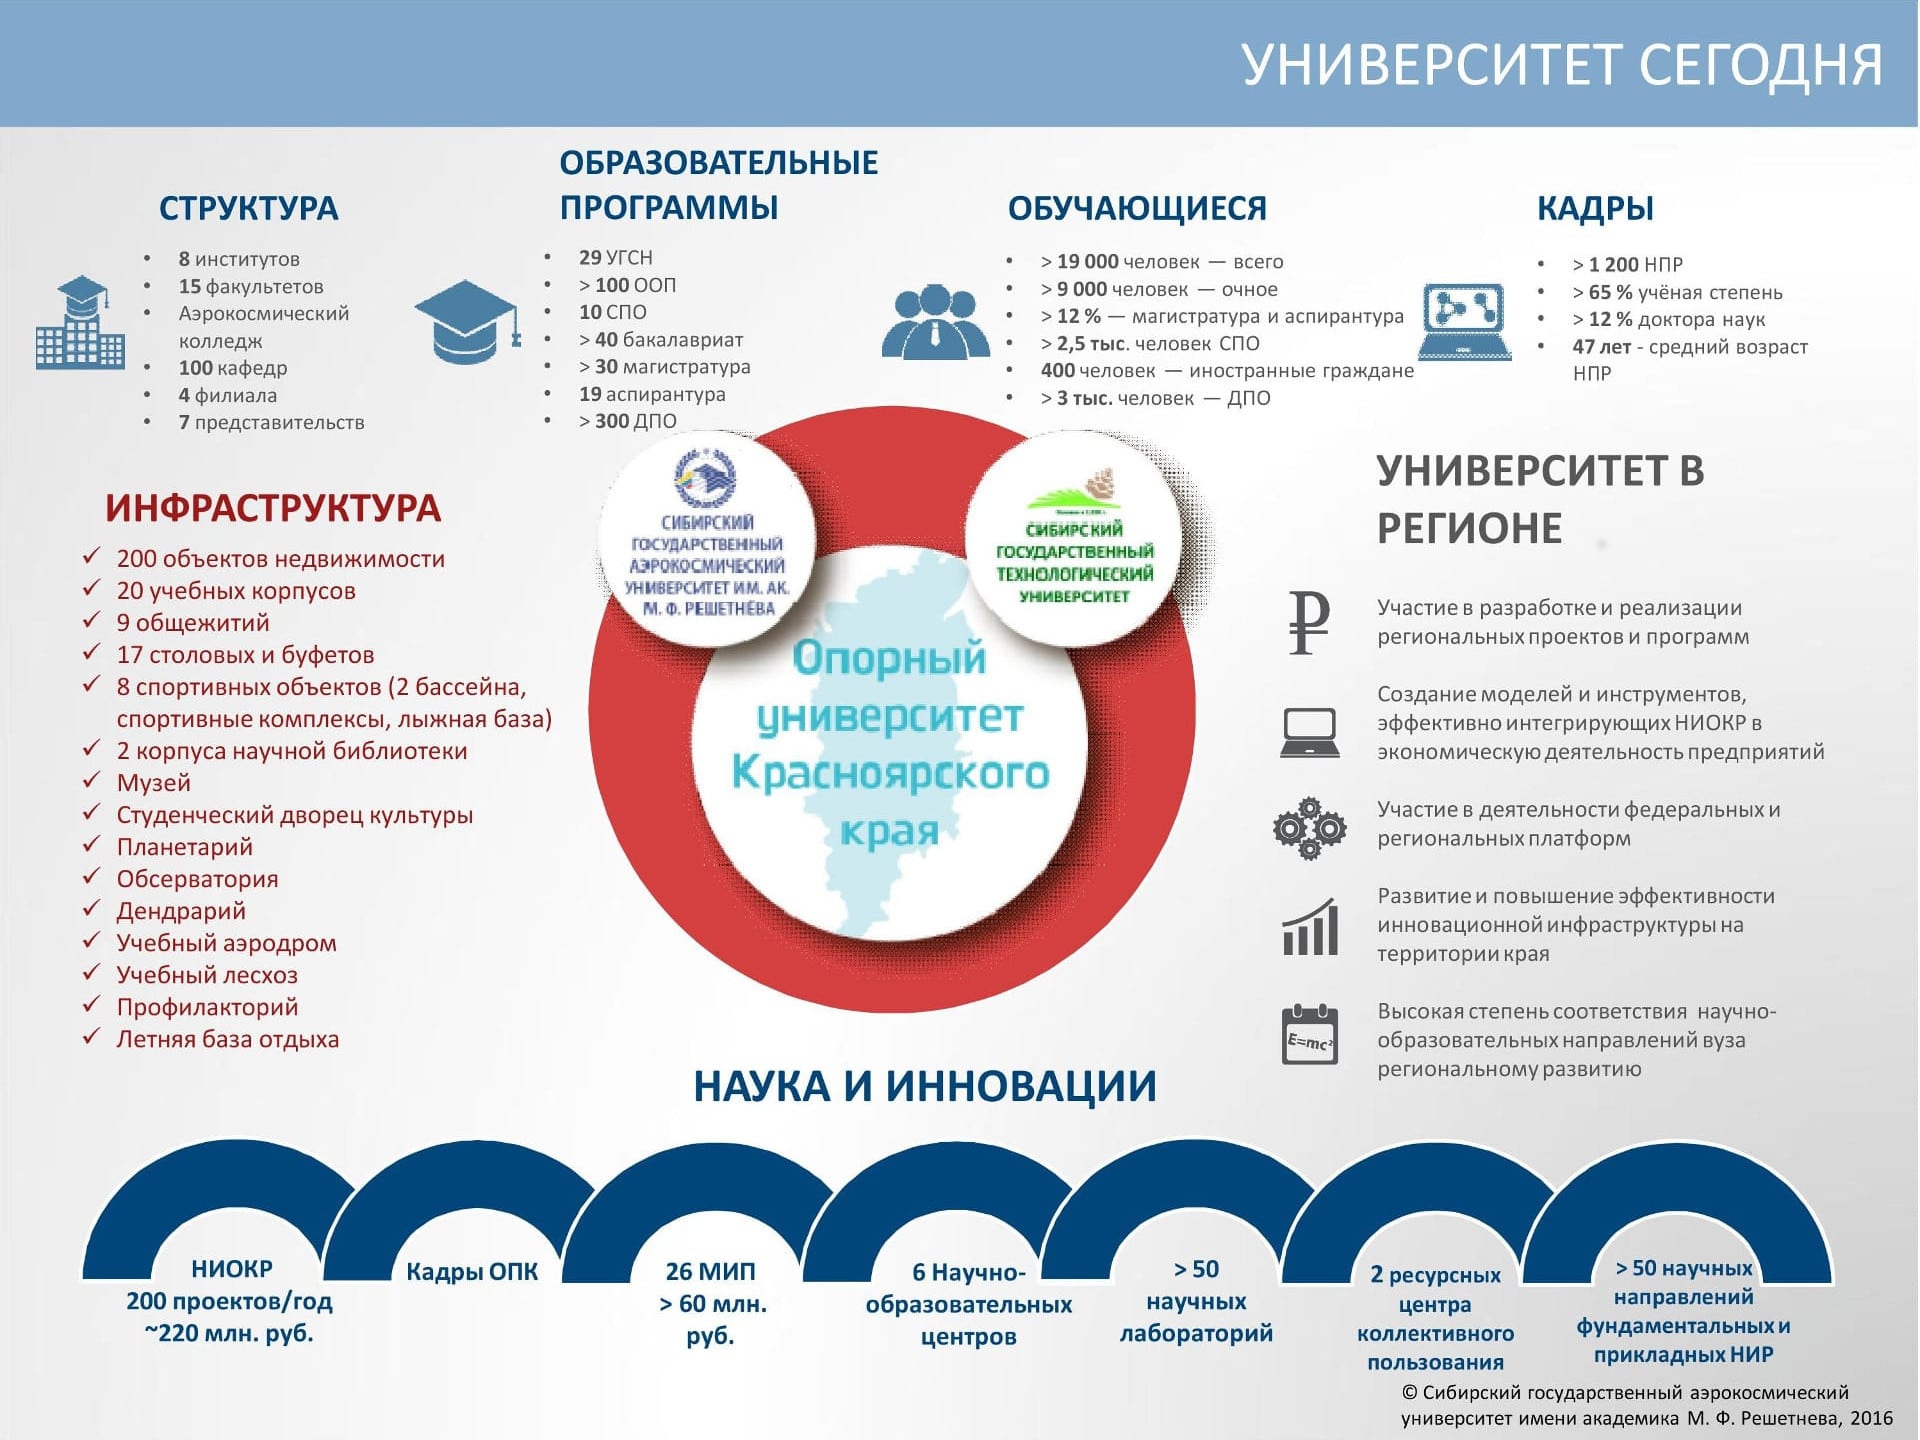 УНИВЕРСИТЕТ СЕГОДНЯ
СТРУКТУРА
• 8 институтов
• 15 факультетов
• Аэрокосмический
колледж
• 100 кафедр
• 4 филиала
• 7 представительств
ОБРАЗОВАТЕЛЬНЫЕ
ПРОГРАММЫ
• 29 УГСН
• > 100 ООП
• 10 СПО
• > 40 бакалавриат
• > 30 магистратура
• 19 аспирантура
• > 300 ДПО
ОБУЧАЮЩИЕСЯ
• > 19 000 человек — всего
• > 9 000 человек — очное
• > 12 % — магистратура и аспирантура
• > 2,5 тыс. человек СПО
• 400 человек — иностранные граждане
• > 3 тыс. человек — ДПО
КАДРЫ
• > 1 200 НПР
• > 65 % учёная степень
• > 12 % доктора наук
• 47 лет - средний возраст
НПР
ИНФРАСТРУКТУРА
✓ 200 объектов недвижимости
✓ 20 учебных корпусов
✓ 9 общежитий
✓ 17 столовых и буфетов
✓ 8 спортивных объектов (2 бассейна,
спортивные комплексы, лыжная база)
✓ 2 корпуса научной библиотеки
✓ Музей
✓ Студенческий дворец культуры
✓ Планетарий
✓ Обсерватория
✓ Дендрарий
✓ Учебный аэродром
✓ Учебный лесхоз
✓ Профилакторий
✓ Летняя база отдыха
СИБИРСКИЙ
ГОСУДАРСТВЕННЫЙ
АЭРОКОСМИЧЕСКИЙ
УНИВЕРСИТЕТ ИМ. АК.
М. Ф. РЕШЕТНЁВА
СИБИРСКИЙ
ГОСУДАРСТВЕННЫЙ
ТЕХНОЛОГИЧЕСКИЙ
УНИВЕРСИТЕТ
Опорный
университет
Красноярского
края
УНИВЕРСИТЕТ В
РЕГИОНЕ
Участие в разработке и реализации
региональных проектов и программ
Создание моделей и инструментов,
эффективно интегрирующих НИОКР в
экономическую деятельность предприятий
Участие в деятельности федеральных и
региональных платформ
Развитие и повышение эффективности
инновационной инфраструктуры на
территории края
E=mc²
Высокая степень соответствия научно-
образовательных направлений вуза
региональному развитию
НАУКА И ИННОВАЦИИ
НИОКР
200 проектов/год
~220 млн. руб.
Кадры ОПК
26 МИП
> 60 млн.
руб.
6 Научно-
образовательных
центров
> 50
научных
лабораторий
2 ресурсных
центра
коллективного
пользования
> 50 научных
направлений
фундаментальных и
прикладных НИР
© Сибирский государственный аэрокосмический
университет имени академика М. Ф. Решетнева, 2016